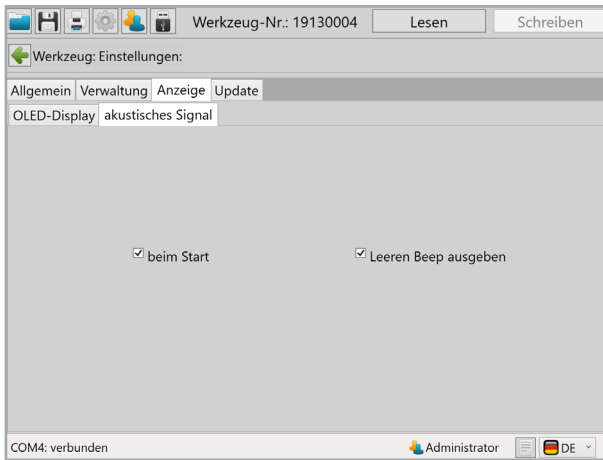 Werkzeug-Nr.: 19130004 Lesen Schreiben
Werkzeug: Einstellungen:
Allgemein Verwaltung Anzeige Update
OLED-Display akustisches Signal
beim Start Leeren Beep ausgeben
COM4: verbunden Administrator DE